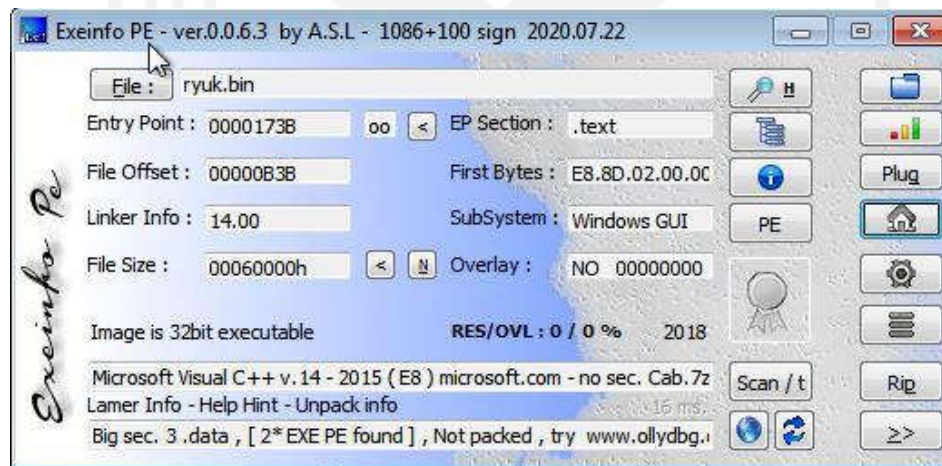 Exeinfo PE - ver.0.0.6.3 by A.S.L - 1086+100 sign 2020.07.22
File : ryuk.bin H
Entry Point : 0000173B oo < EP Section : .text
File Offset : 00000B3B First Bytes : E8.8D.02.00.0C Plug
Linker Info : 14.00 SubSystem : Windows GUI PE
File Size : 00060000h < N Overlay : NO 00000000
Image is 32bit executable RES/OVL : 0 / 0 % 2018
Microsoft Visual C++ v. 14 - 2015 ( E8 ) microsoft.com - no sec. Cab.7z Scan / t Rip
Lamer Info - Help Hint - Unpack info 16 ms.
Big sec. 3 .data , [ 2* EXE PE found ] , Not packed , try www.ollydbg. >>
Exeinfo Pe